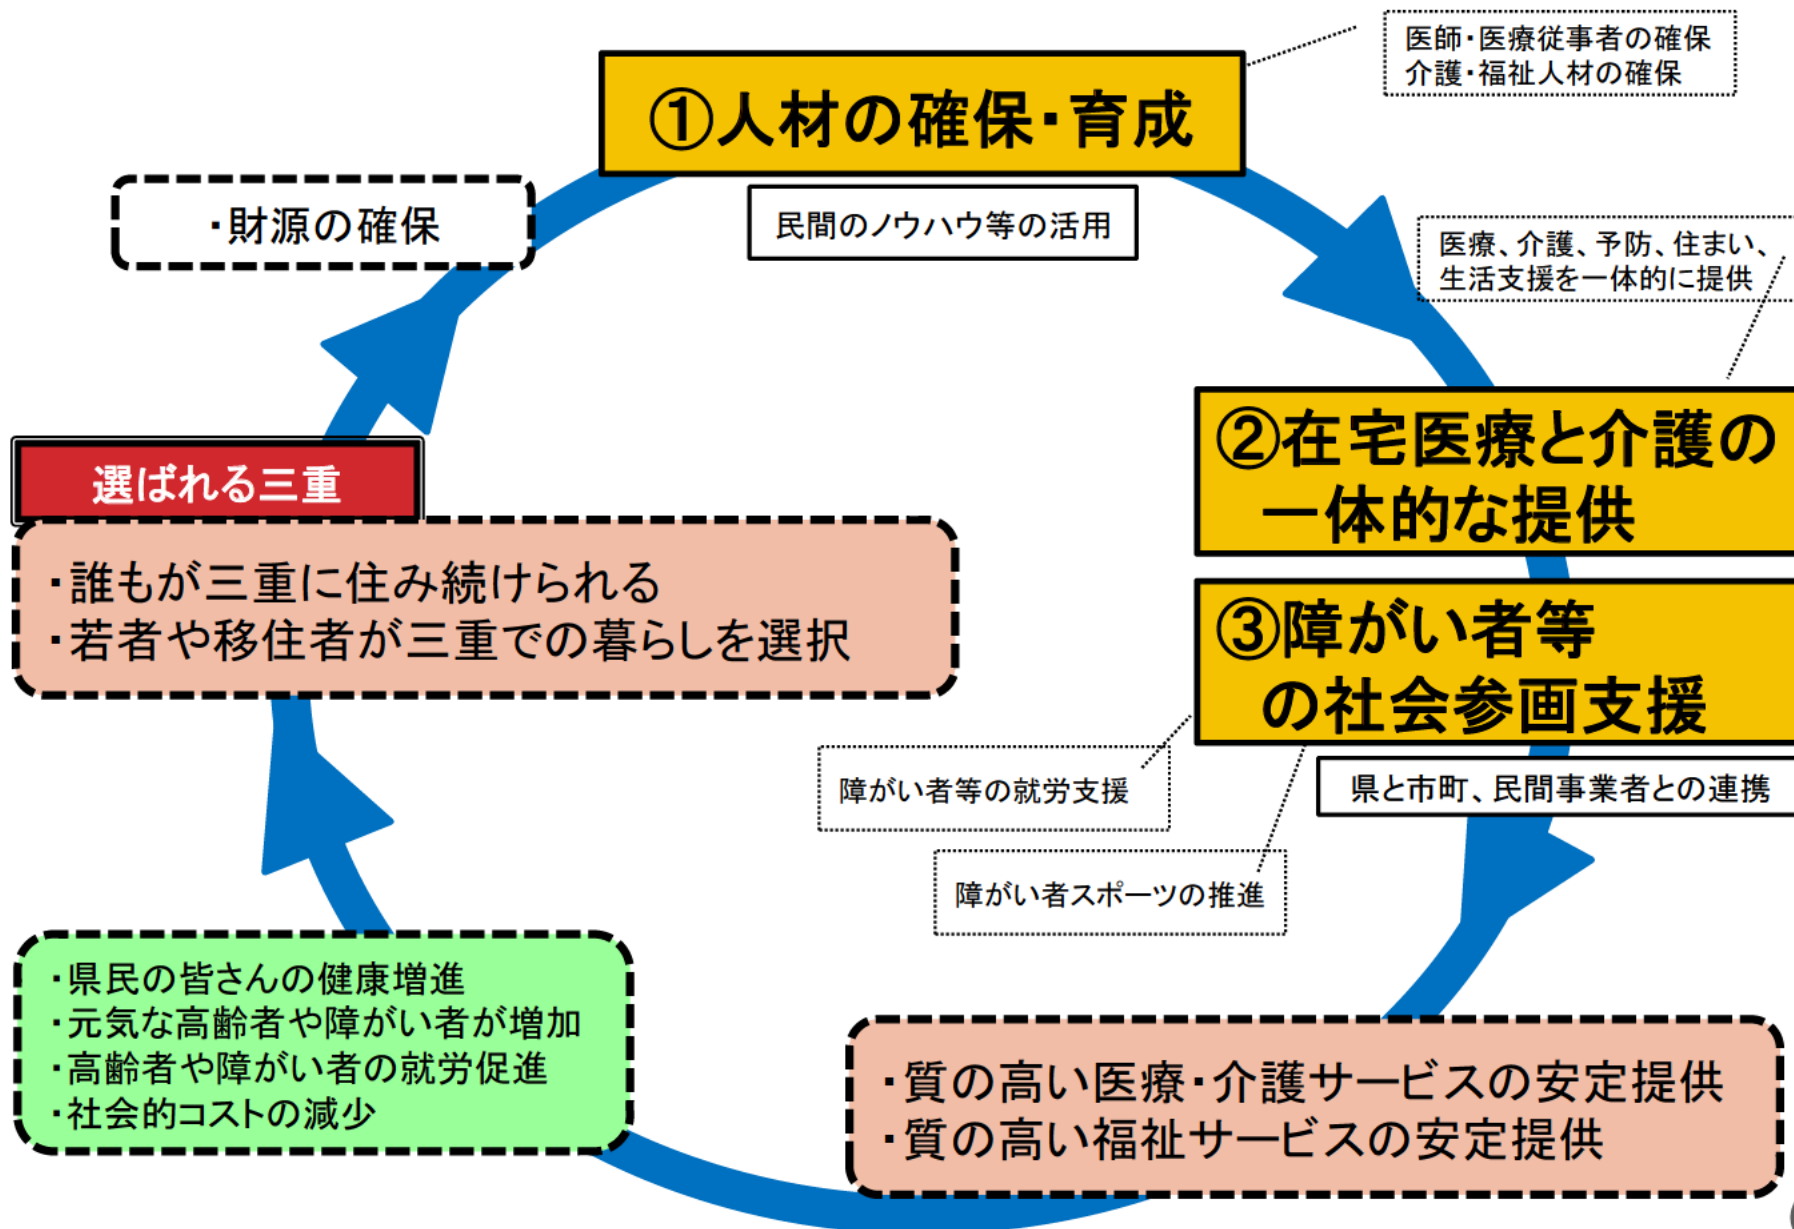 医師・医療従事者の確保
介護・福祉人材の確保
①人材の確保・育成
民間のノウハウ等の活用
・財源の確保
医療、介護、予防、住まい、
生活支援を一体的に提供
②在宅医療と介護の
一体的な提供
選ばれる三重
・誰もが三重に住み続けられる
・若者や移住者が三重での暮らしを選択
③障がい者等
の社会参画支援
県と市町、民間事業者との連携
障がい者等の就労支援
障がい者スポーツの推進
・県民の皆さんの健康増進
・元気な高齢者や障がい者が増加
・高齢者や障がい者の就労促進
・社会的コストの減少
・質の高い医療・介護サービスの安定提供
・質の高い福祉サービスの安定提供